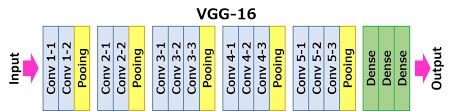 VGG-16
Input
Conv 1-1
Conv 1-2
Pooing
Conv 2-1
Conv 2-2
Pooing
Conv 3-1
Conv 3-2
Conv 3-3
Pooing
Conv 4-1
Conv 4-2
Conv 4-3
Pooing
Conv 5-1
Conv 5-2
Conv 5-3
Pooing
Dense
Dense
Dense
Output